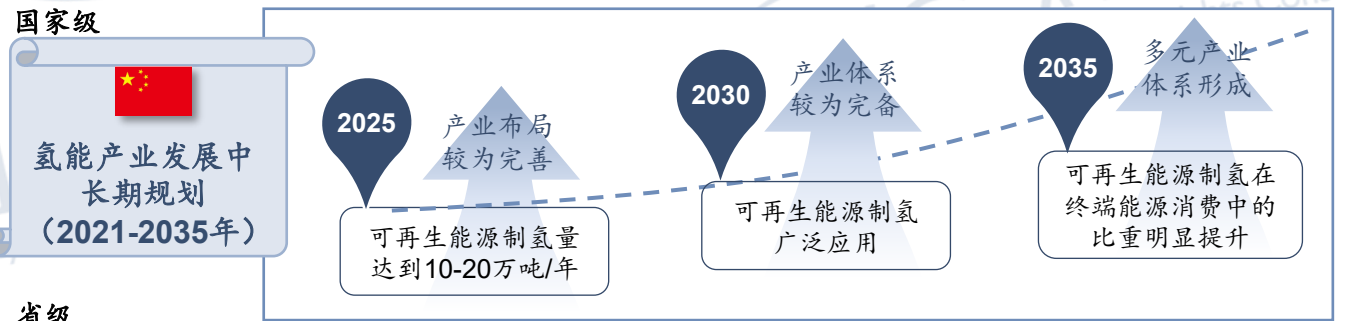 国家级
氢能产业发展中
长期规划
（2021-2035年）
2025
产业布局
较为完善
可再生能源制氢量
达到10-20万吨/年
2030
产业体系
较为完备
可再生能源制氢
广泛应用
2035
多元产业
体系形成
可再生能源制氢在
终端能源消费中的
比重明显提升
省级